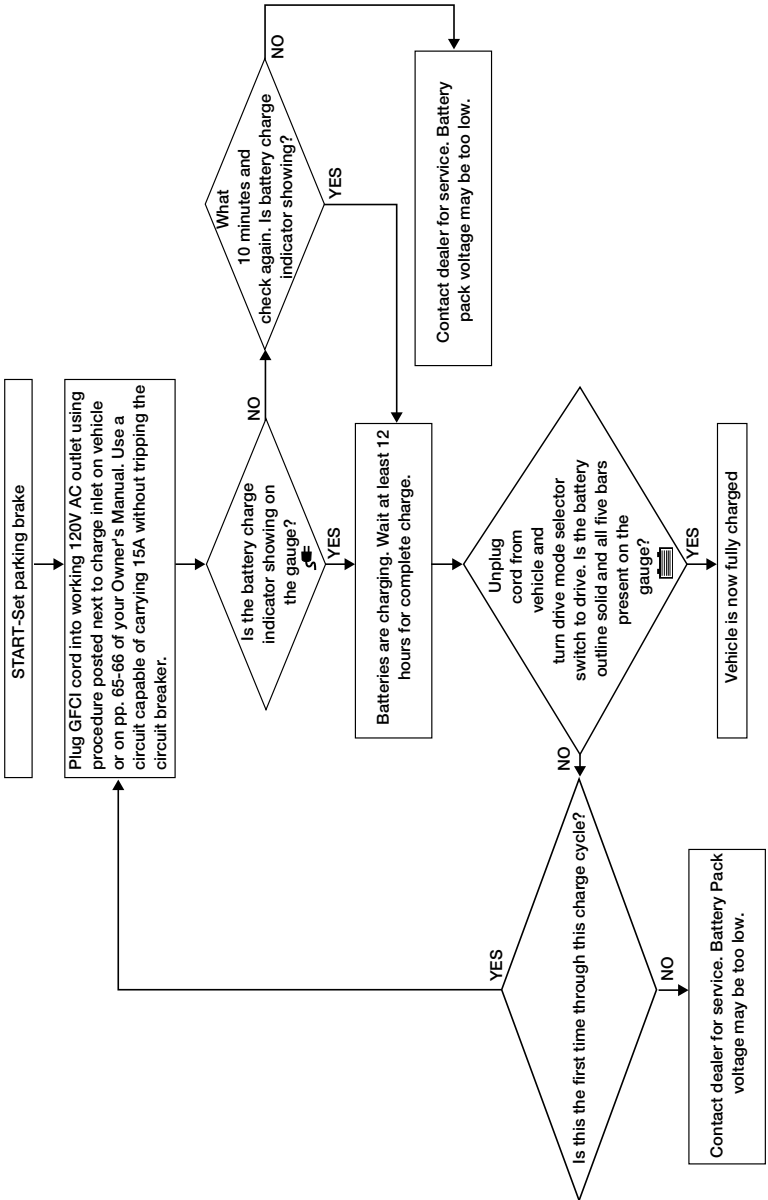 START-Set parking brake
Plug GFCI cord into working 120V AC outlet using
procedure posted next to charge inlet on vehicle
or on pp. 65-66 of your Owner's Manual. Use a
circuit capable of carrying 15A without tripping the
circuit breaker.
Is the battery charge
indicator showing on
the gauge?
NO
YES
What
10 minutes and
check again. Is battery charge
indicator showing?
NO
YES
Contact dealer for service. Battery
pack voltage may be too low.
Batteries are charging. Wait at least 12
hours for complete charge.
Unplug
cord from
vehicle and
turn drive mode selector
switch to drive. Is the battery
outline solid and all five bars
present on the
gauge?
NO
YES
Vehicle is now fully charged
Is this the first time through this charge cycle?
YES
NO
Contact dealer for service. Battery Pack
voltage may be too low.